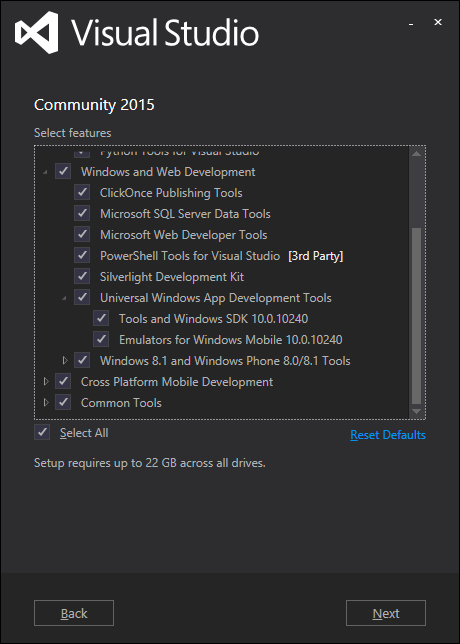 Visual Studio
Community 2015
Select features
Python Tools for Visual Studio
Windows and Web Development
ClickOnce Publishing Tools
Microsoft SQL Server Data Tools
Microsoft Web Developer Tools
PowerShell Tools for Visual Studio [3rd Party]
Silverlight Development Kit
Universal Windows App Development Tools
Tools and Windows SDK 10.0.10240
Emulators for Windows Mobile 10.0.10240
Windows 8.1 and Windows Phone 8.0/8.1 Tools
Cross Platform Mobile Development
Common Tools
Select All
Reset Defaults
Setup requires up to 22 GB across all drives.
Back
Next